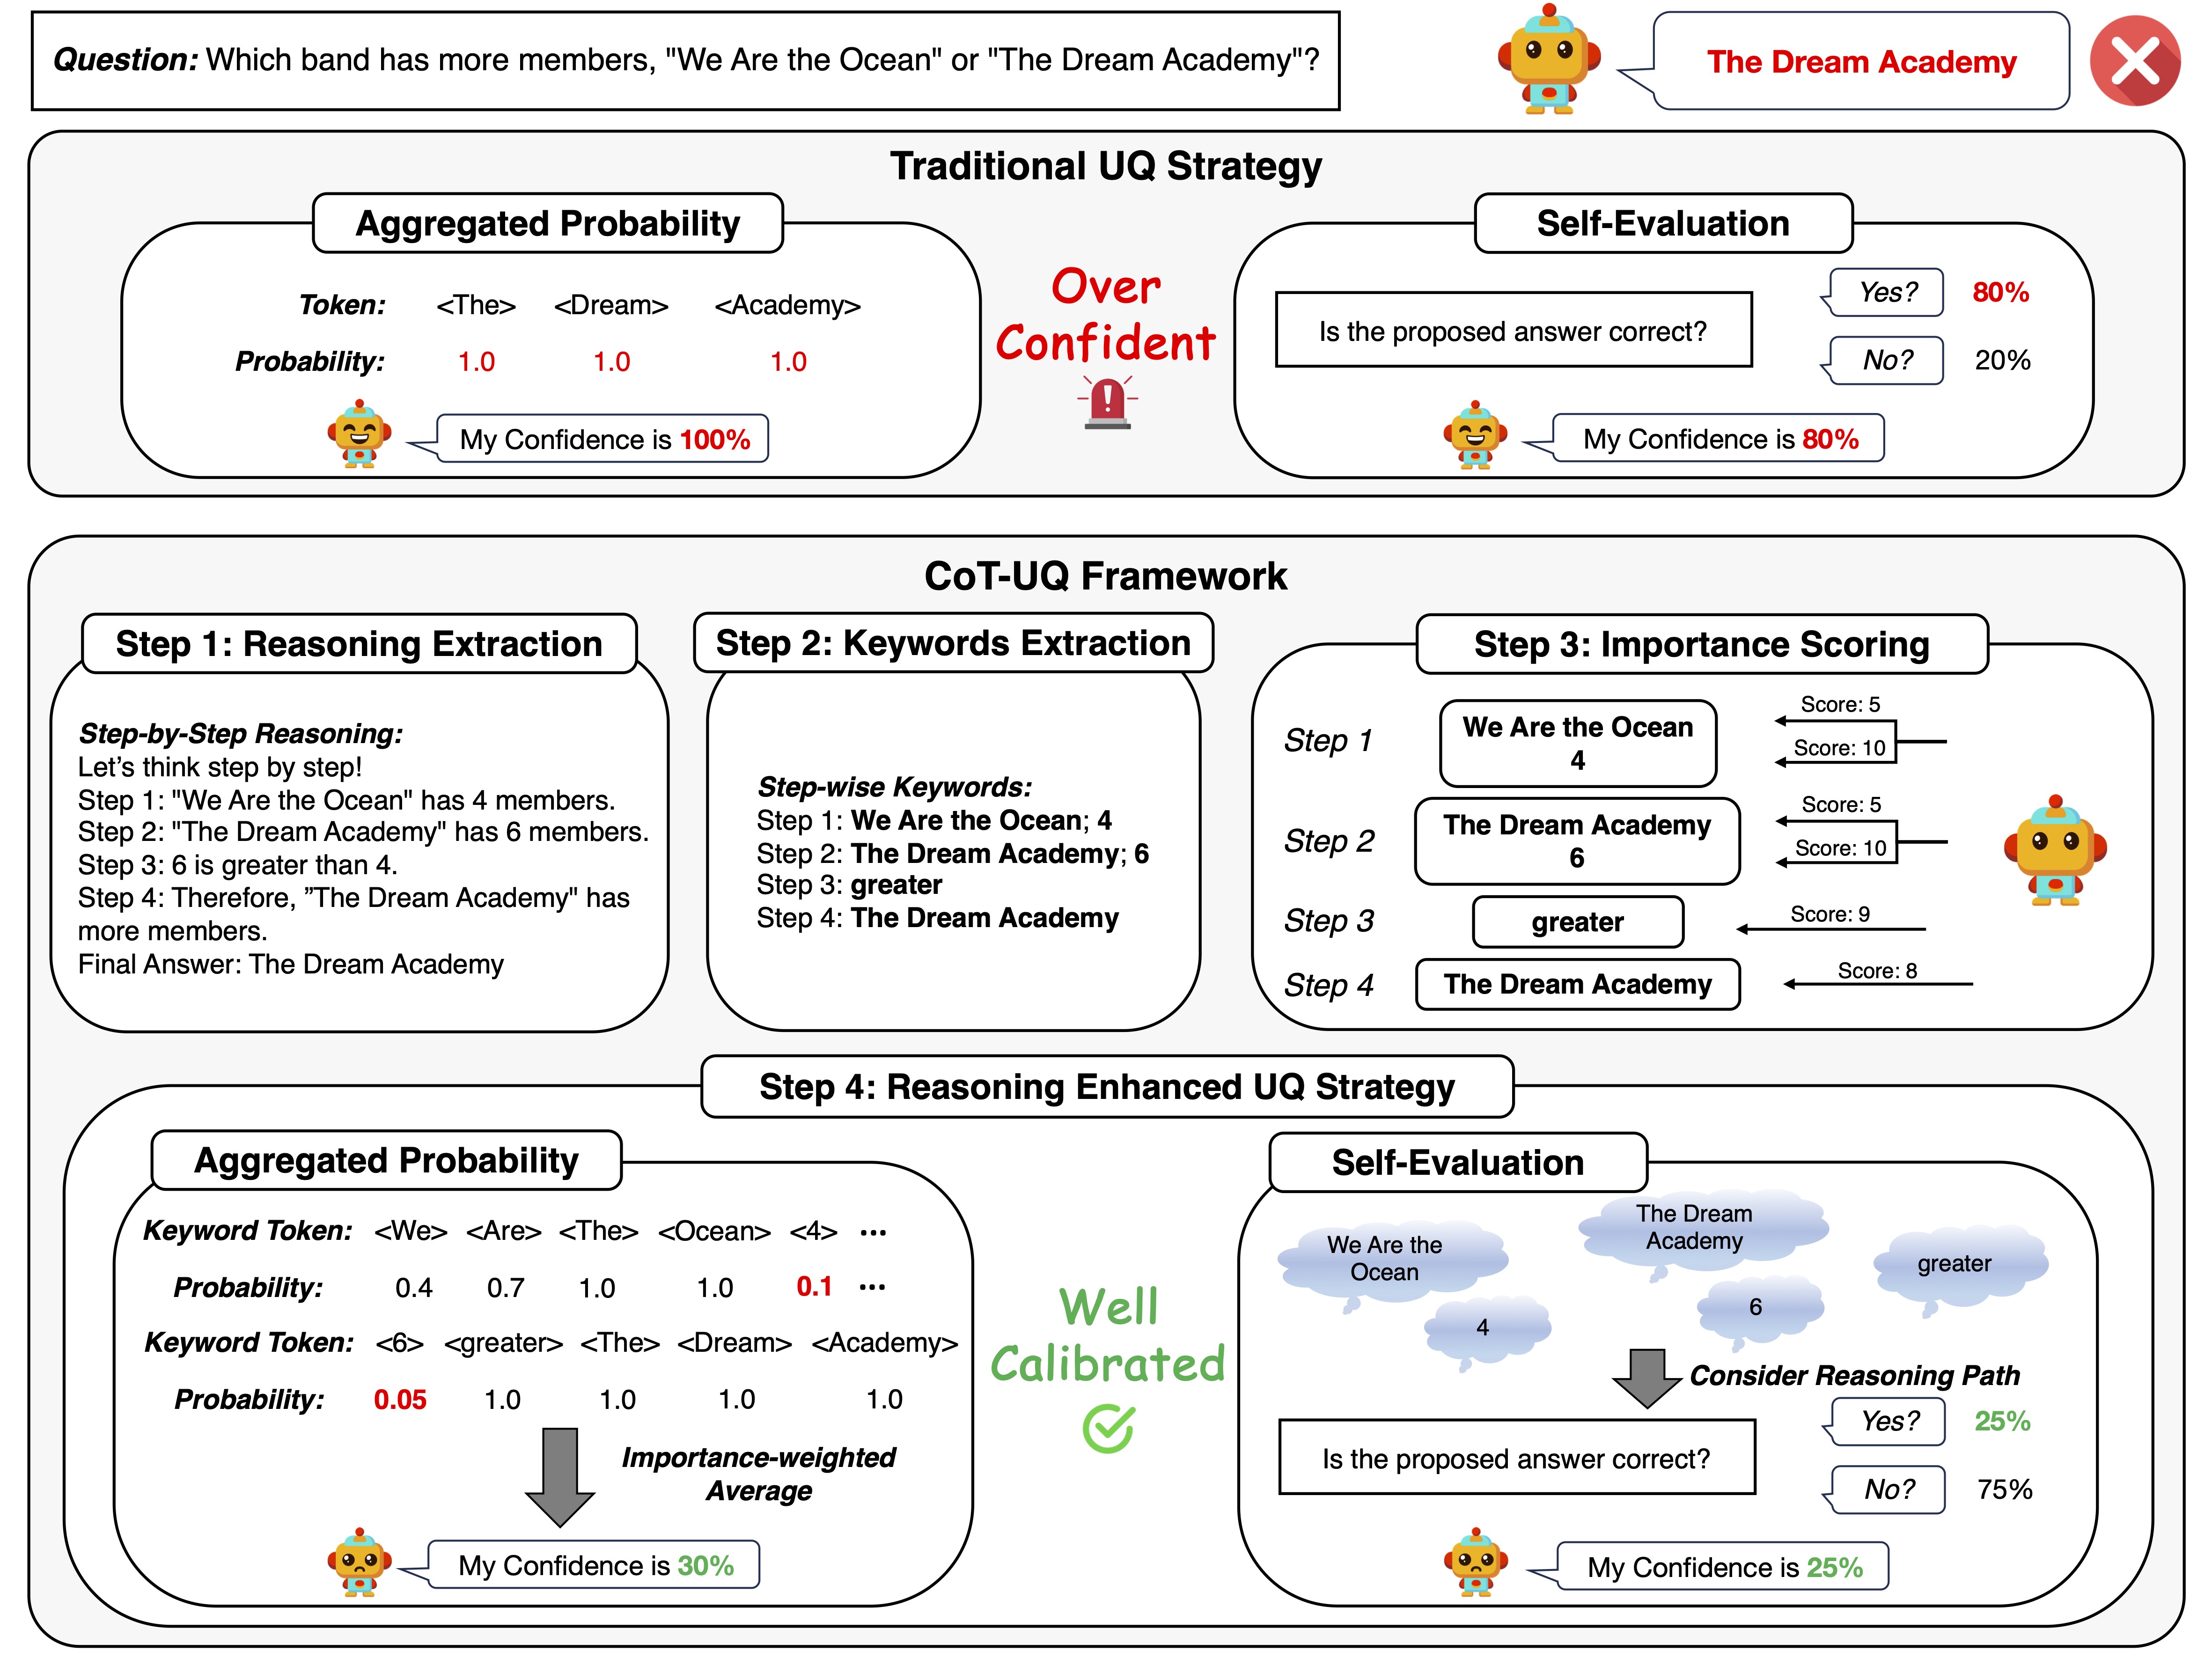 Question: Which band has more members, "We Are the Ocean" or "The Dream Academy"?
The Dream Academy
Traditional UQ Strategy
Aggregated Probability
Token: <The> <Dream> <Academy>
Probability: 1.0 1.0 1.0
My Confidence is 100%
Over
Confident
Self-Evaluation
Is the proposed answer correct?
Yes? 80%
No? 20%
My Confidence is 80%
CoT-UQ Framework
Step 1: Reasoning Extraction
Step-by-Step Reasoning:
Let’s think step by step!
Step 1: "We Are the Ocean" has 4 members.
Step 2: "The Dream Academy" has 6 members.
Step 3: 6 is greater than 4.
Step 4: Therefore, ”The Dream Academy" has
more members.
Final Answer: The Dream Academy
Step 2: Keywords Extraction
Step-wise Keywords:
Step 1: We Are the Ocean; 4
Step 2: The Dream Academy; 6
Step 3: greater
Step 4: The Dream Academy
Step 3: Importance Scoring
Step 1
We Are the Ocean
4
Score: 5
Score: 10
Step 2
The Dream Academy
6
Score: 5
Score: 10
Step 3
greater
Score: 9
Step 4
The Dream Academy
Score: 8
Step 4: Reasoning Enhanced UQ Strategy
Aggregated Probability
Keyword Token: <We> <Are> <The> <Ocean> <4> ...
Probability: 0.4 0.7 1.0 1.0 0.1 ...
Keyword Token: <6> <greater> <The> <Dream> <Academy>
Probability: 0.05 1.0 1.0 1.0 1.0
Importance-weighted
Average
My Confidence is 30%
Well
Calibrated
Self-Evaluation
We Are the
Ocean
4
The Dream
Academy
6
greater
Consider Reasoning Path
Is the proposed answer correct?
Yes? 25%
No? 75%
My Confidence is 25%